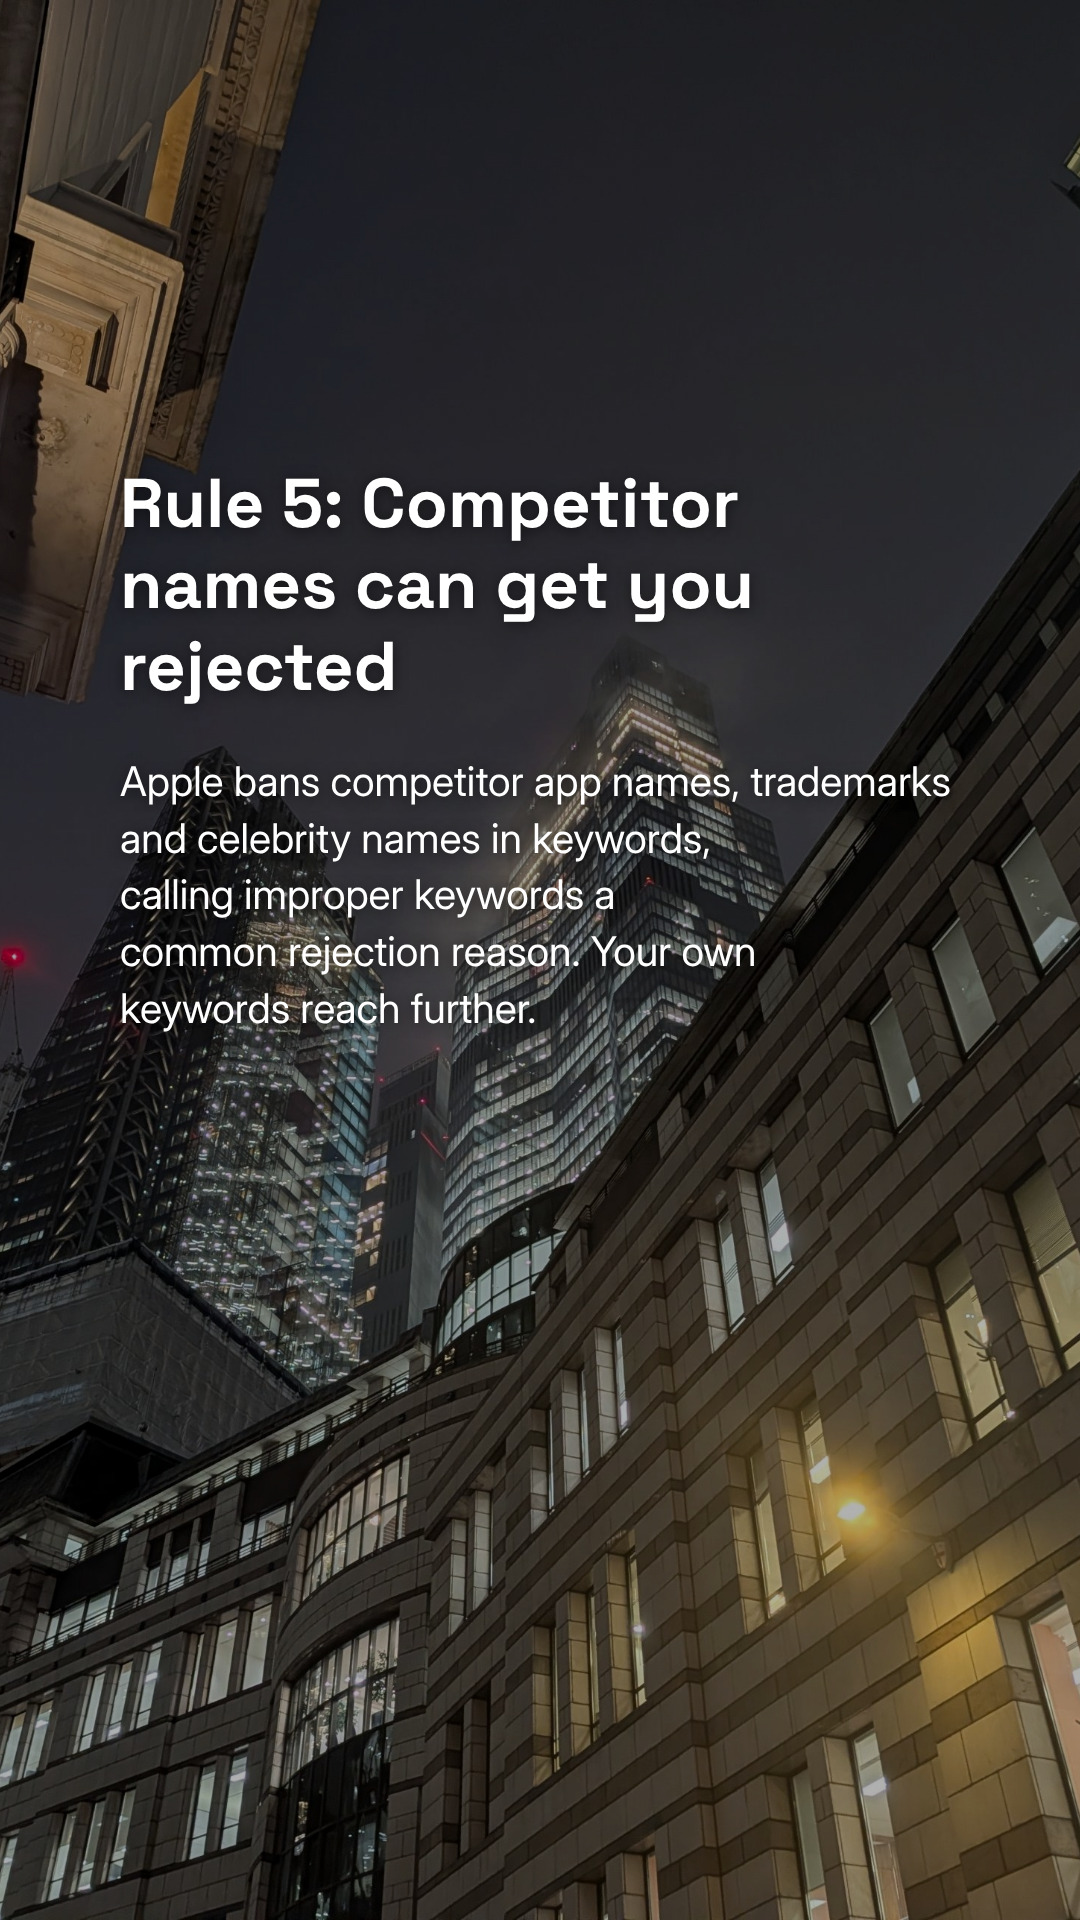 Rule 5: Competitor
names can get you
rejected
Apple bans competitor app names, trademarks
and celebrity names in keywords,
calling improper keywords a
common rejection reason. Your own
keywords reach further.